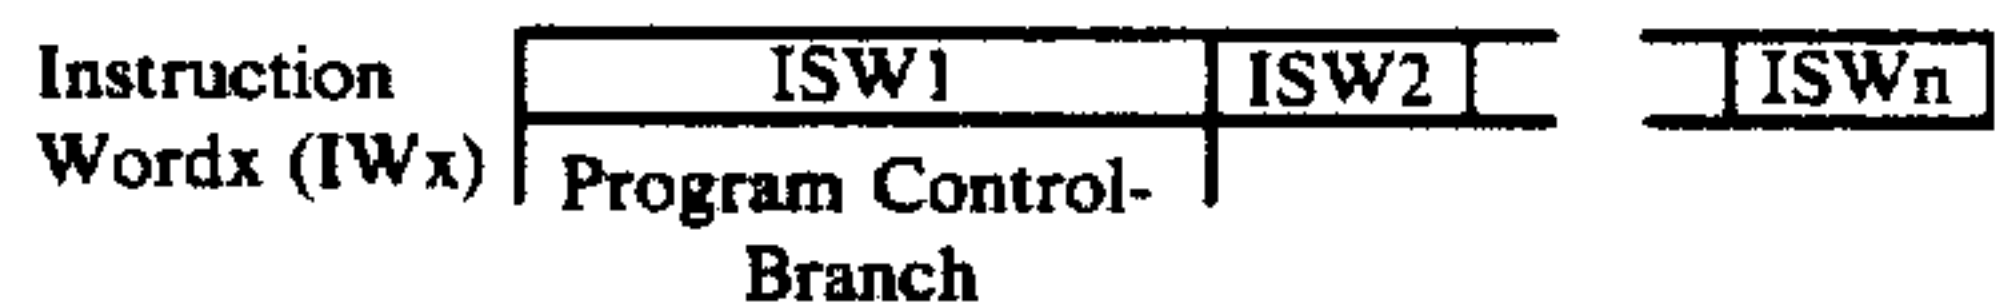 Instruction
Wordx (IWx)
ISW1
ISW2
ISWn
Program Control-
Branch